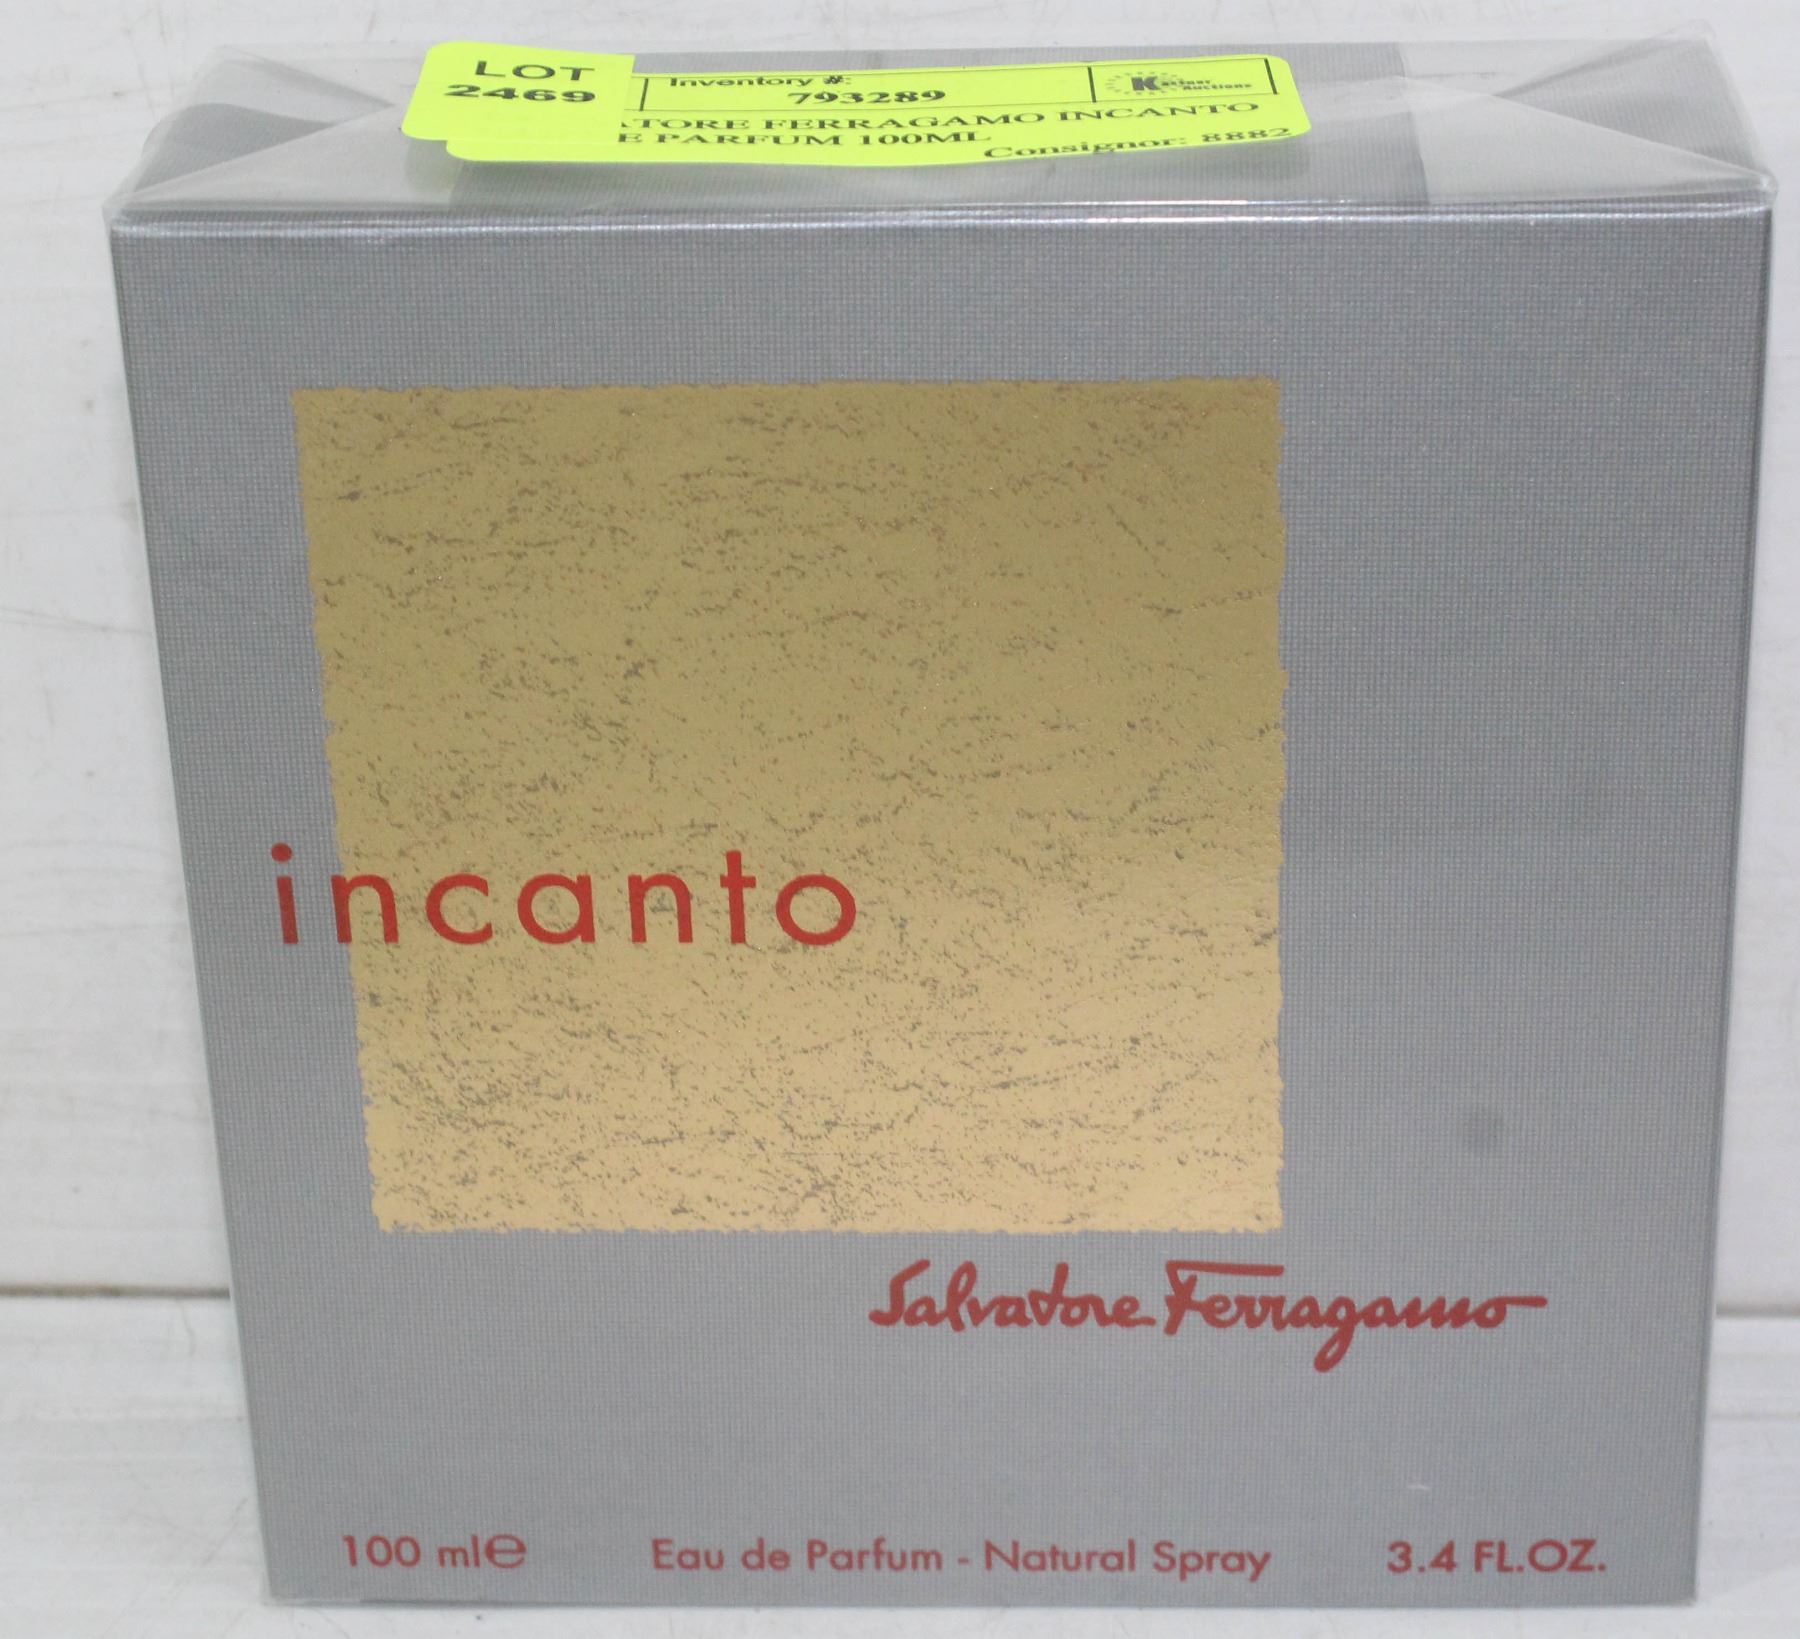 LOT
2469
Inventory #:
793289
ATORE FERRAGAMO INCANTO
E PARFUM 100ML
Consignor: 8882
Auctions
incanto
Salvatore Ferragamo
100 ml℮
Eau de Parfum - Natural Spray
3.4 FL.OZ.